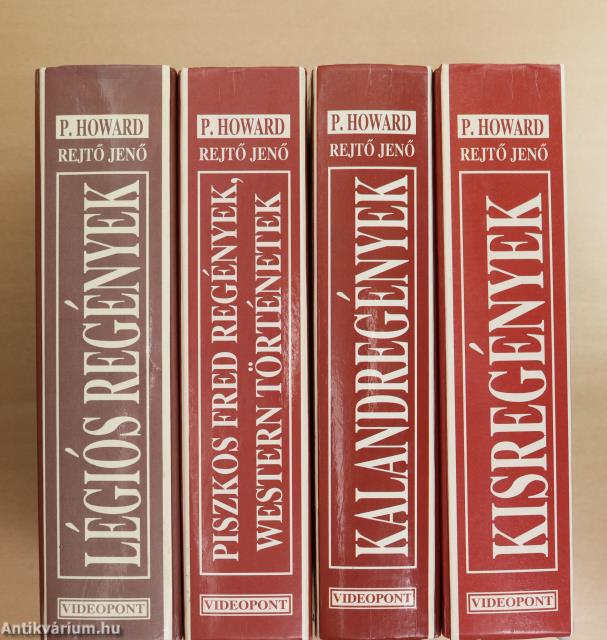 P. HOWARD
REJTŐ JENŐ
LÉGIÓS REGÉNYEK
VIDEOPONT
P. HOWARD
REJTŐ JENŐ
PISZKOS FRED REGÉNYEK,
WESTERN TÖRTÉNETEK
VIDEOPONT
P. HOWARD
REJTŐ JENŐ
KALANDREGÉNYEK
VIDEOPONT
P. HOWARD
REJTŐ JENŐ
KISREGÉNYEK
VIDEOPONT
Antikvárium.hu